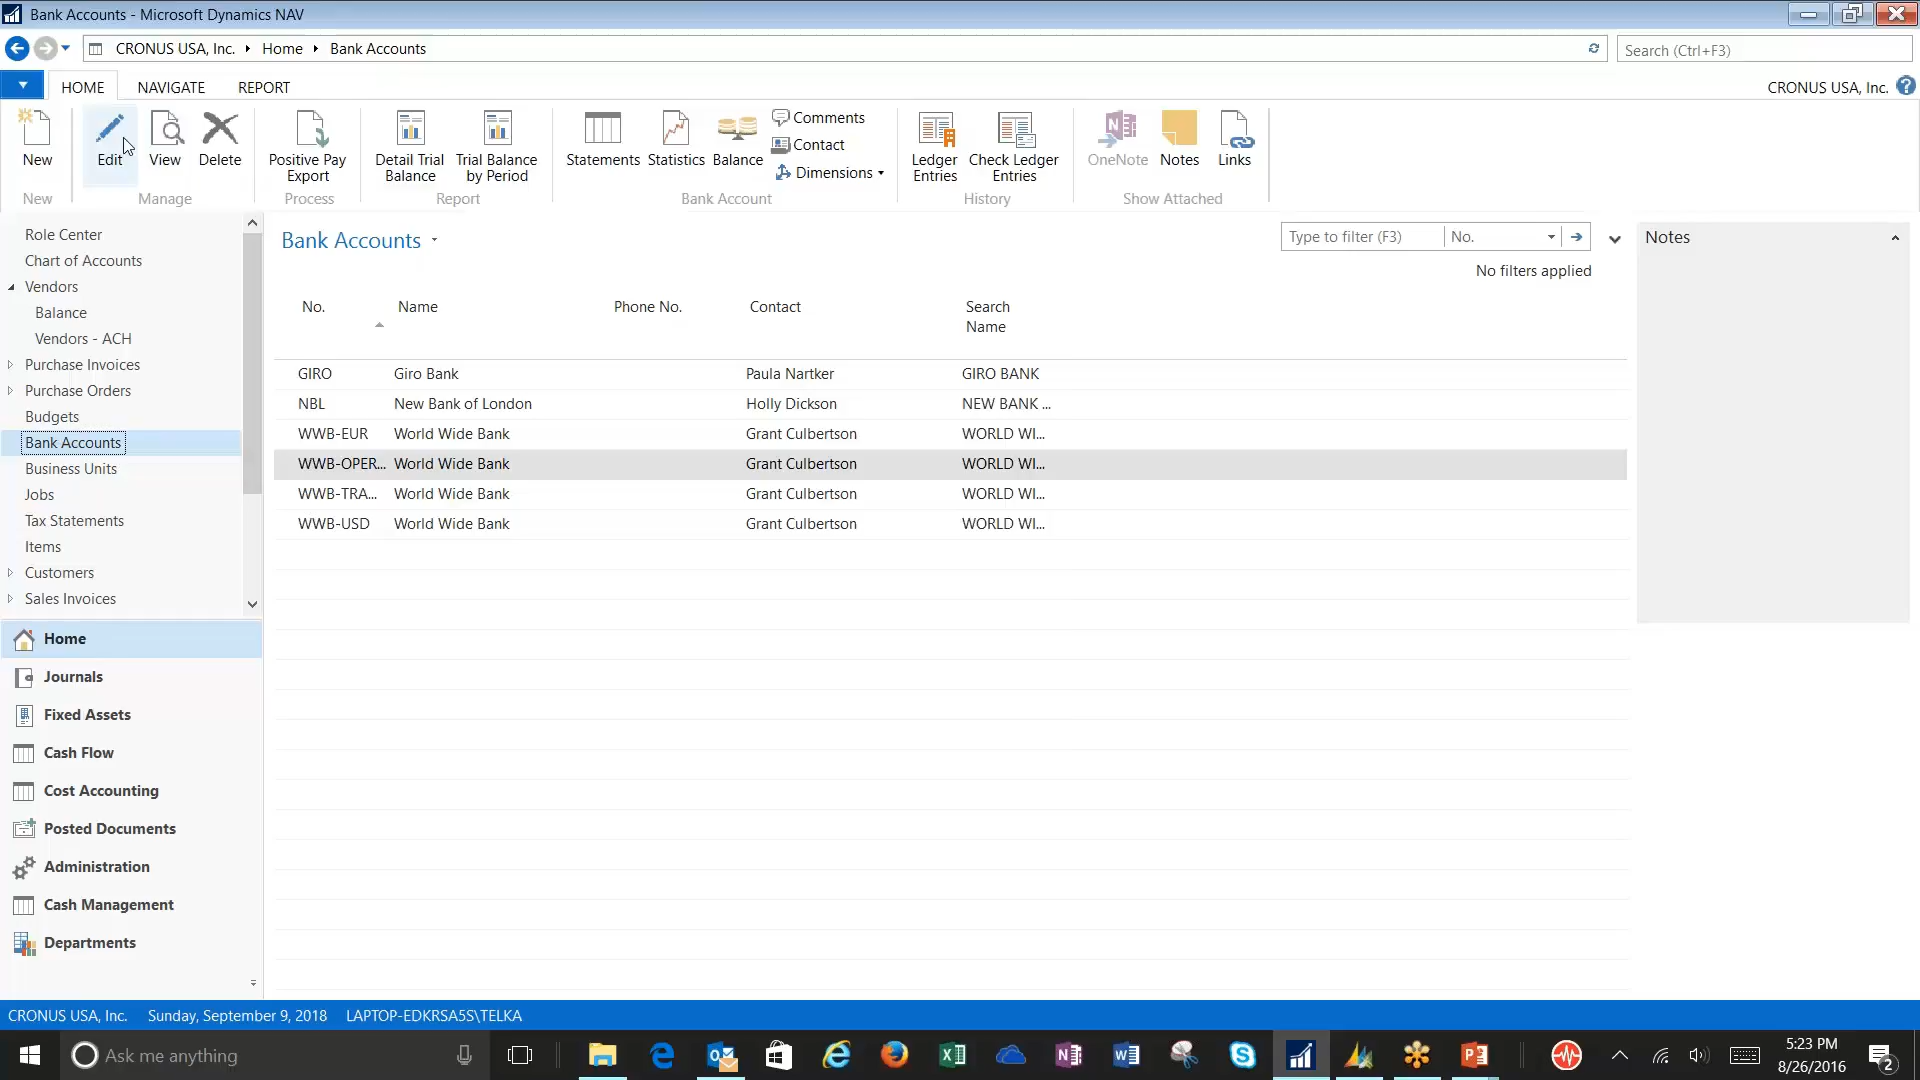 Bank Accounts - Microsoft Dynamics NAV
CRONUS USA, Inc. Home Bank Accounts
Search (Ctrl+F3)
HOME NAVIGATE REPORT
CRONUS USA, Inc.
New
Edit
View
Delete
Positive Pay
Export
Detail Trial
Balance
Trial Balance
by Period
Statements
Statistics
Balance
Comments
Contact
Dimensions
Ledger
Entries
Check Ledger
Entries
OneNote
Notes
Links
New Manage Process Report Bank Account History Show Attached
Role Center
Chart of Accounts
Vendors
Balance
Vendors - ACH
Purchase Invoices
Purchase Orders
Budgets
Bank Accounts
Business Units
Jobs
Tax Statements
Items
Customers
Sales Invoices
Home
Journals
Fixed Assets
Cash Flow
Cost Accounting
Posted Documents
Administration
Cash Management
Departments
Bank Accounts
Type to filter (F3) No.
No filters applied
No. Name Phone No. Contact Search
Name
GIRO Giro Bank Paula Nartker GIRO BANK
NBL New Bank of London Holly Dickson NEW BANK ...
WWB-EUR World Wide Bank Grant Culbertson WORLD WI...
WWB-OPER... World Wide Bank Grant Culbertson WORLD WI...
WWB-TRA... World Wide Bank Grant Culbertson WORLD WI...
WWB-USD World Wide Bank Grant Culbertson WORLD WI...
Notes
CRONUS USA, Inc. Sunday, September 9, 2018 LAPTOP-EDKRSA5S\TELKA
Ask me anything
5:23 PM
8/26/2016
2